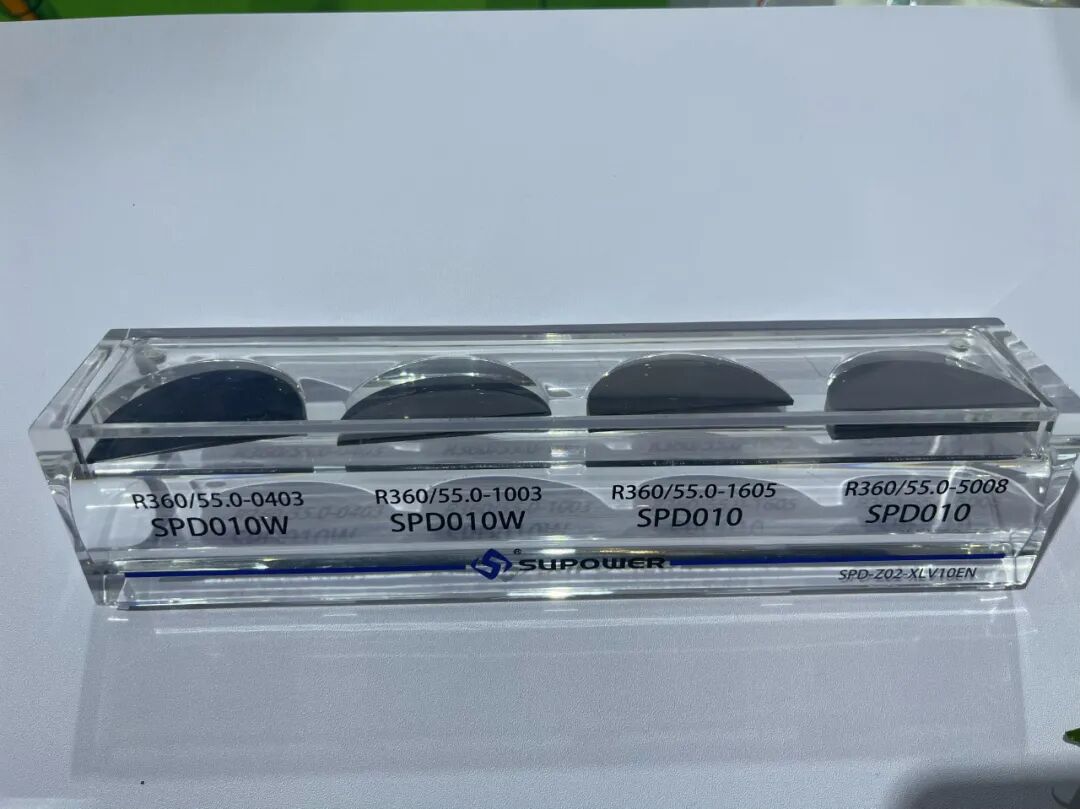 R360/55.0-0403
SPD010W
R360/55.0-1003
SPD010W
R360/55.0-1605
SPD010
R360/55.0-5008
SPD010
® SUPOWER
SPD-Z02-XLV10EN